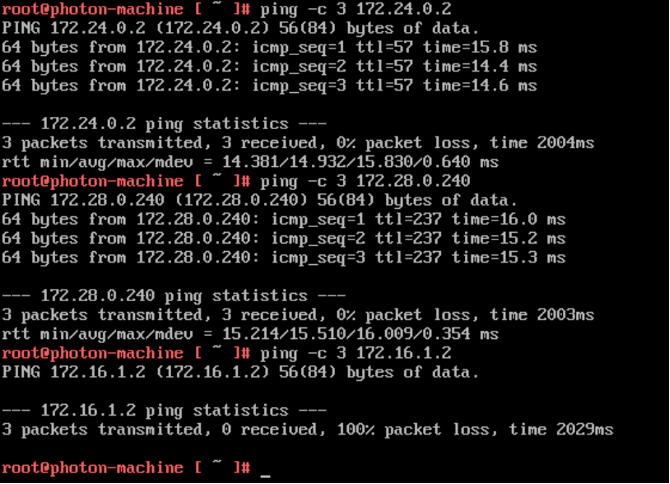 root@photon-machine [ ~ ]# ping -c 3 172.24.0.2
PING 172.24.0.2 (172.24.0.2) 56(84) bytes of data.
64 bytes from 172.24.0.2: icmp_seq=1 ttl=57 time=15.8 ms
64 bytes from 172.24.0.2: icmp_seq=2 ttl=57 time=14.4 ms
64 bytes from 172.24.0.2: icmp_seq=3 ttl=57 time=14.6 ms

--- 172.24.0.2 ping statistics ---
3 packets transmitted, 3 received, 0% packet loss, time 2004ms
rtt min/avg/max/mdev = 14.381/14.932/15.830/0.640 ms
root@photon-machine [ ~ ]# ping -c 3 172.28.0.240
PING 172.28.0.240 (172.28.0.240) 56(84) bytes of data.
64 bytes from 172.28.0.240: icmp_seq=1 ttl=237 time=16.0 ms
64 bytes from 172.28.0.240: icmp_seq=2 ttl=237 time=15.2 ms
64 bytes from 172.28.0.240: icmp_seq=3 ttl=237 time=15.3 ms

--- 172.28.0.240 ping statistics ---
3 packets transmitted, 3 received, 0% packet loss, time 2003ms
rtt min/avg/max/mdev = 15.214/15.510/16.009/0.354 ms
root@photon-machine [ ~ ]# ping -c 3 172.16.1.2
PING 172.16.1.2 (172.16.1.2) 56(84) bytes of data.

--- 172.16.1.2 ping statistics ---
3 packets transmitted, 0 received, 100% packet loss, time 2029ms

root@photon-machine [ ~ ]# _